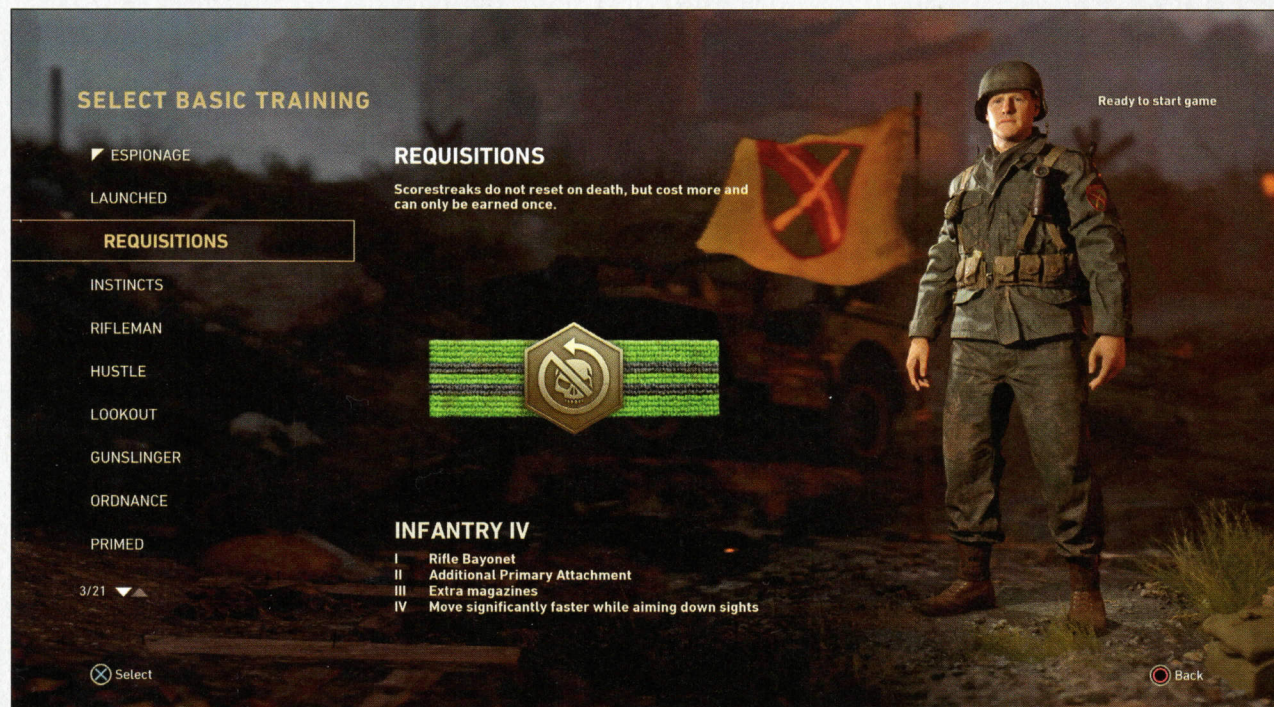 SELECT BASIC TRAINING
Ready to start game
ESPIONAGE
LAUNCHED
REQUISITIONS
INSTINCTS
RIFLEMAN
HUSTLE
LOOKOUT
GUNSLINGER
ORDNANCE
PRIMED
3/21
REQUISITIONS
Scorestreaks do not reset on death, but cost more and
can only be earned once.
INFANTRY IV
I Rifle Bayonet
II Additional Primary Attachment
III Extra magazines
IV Move significantly faster while aiming down sights
Select
Back